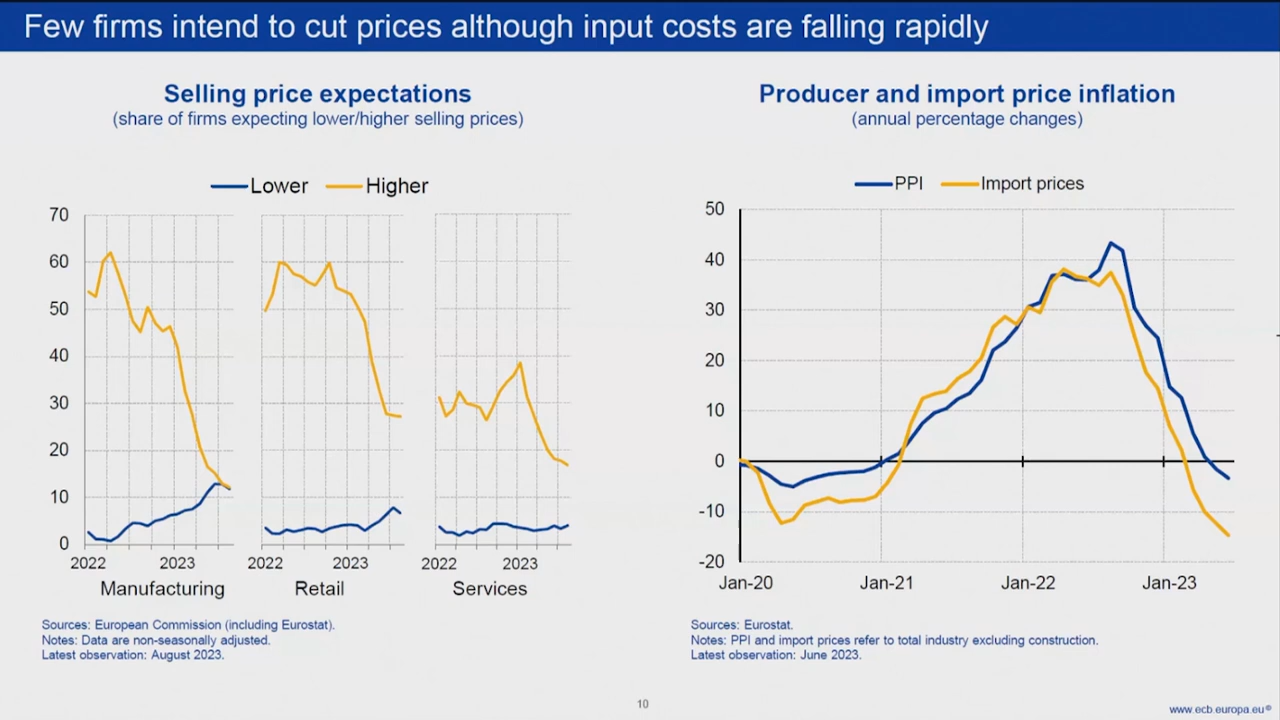 Few firms intend to cut prices although input costs are falling rapidly
Selling price expectations
(share of firms expecting lower/higher selling prices)
Lower Higher
70
60
50
40
30
20
10
0
2022 2023 2022 2023 2022 2023
Manufacturing Retail Services
Sources: European Commission (including Eurostat).
Notes: Data are non-seasonally adjusted.
Latest observation: August 2023.
Producer and import price inflation
(annual percentage changes)
PPI Import prices
50
40
30
20
10
0
-10
-20
Jan-20 Jan-21 Jan-22 Jan-23
Sources: Eurostat.
Notes: PPI and import prices refer to total industry excluding construction.
Latest observation: June 2023.
10
www.ecb.europa.eu©